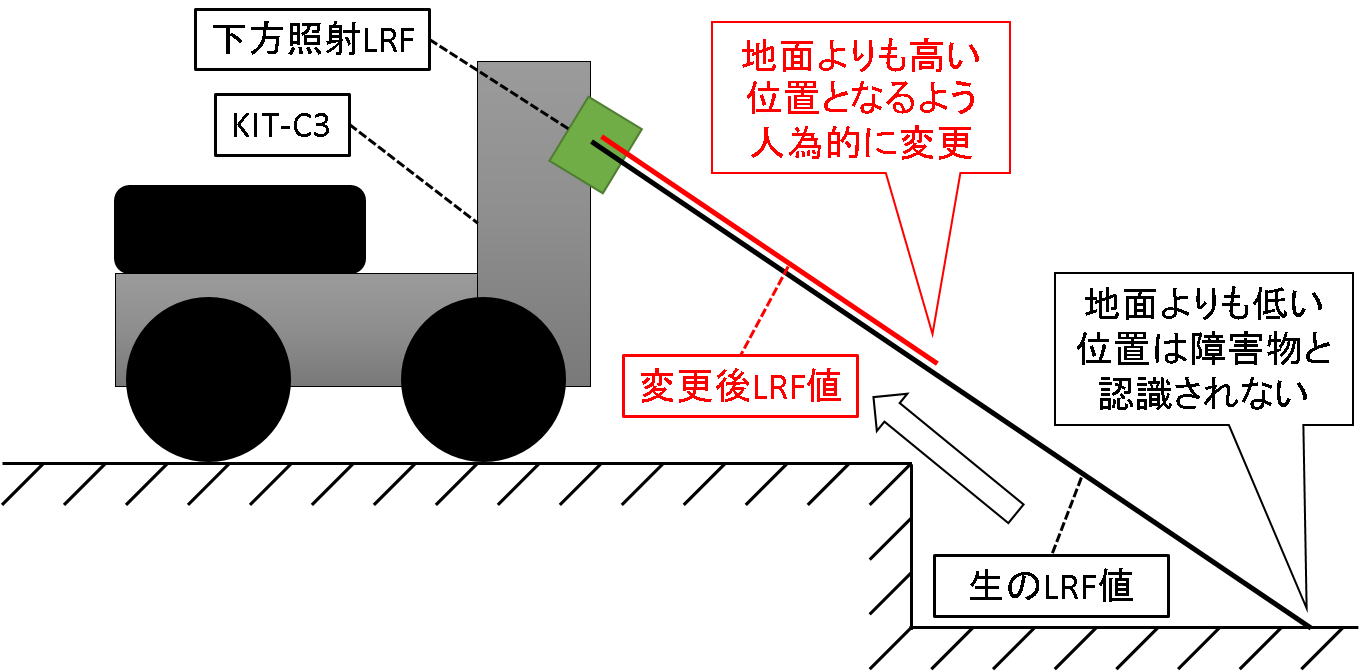 下方照射LRF
KIT-C3
地面よりも高い
位置となるよう
人為的に変更
変更後LRF値
地面よりも低い
位置は障害物と
認識されない
生のLRF値